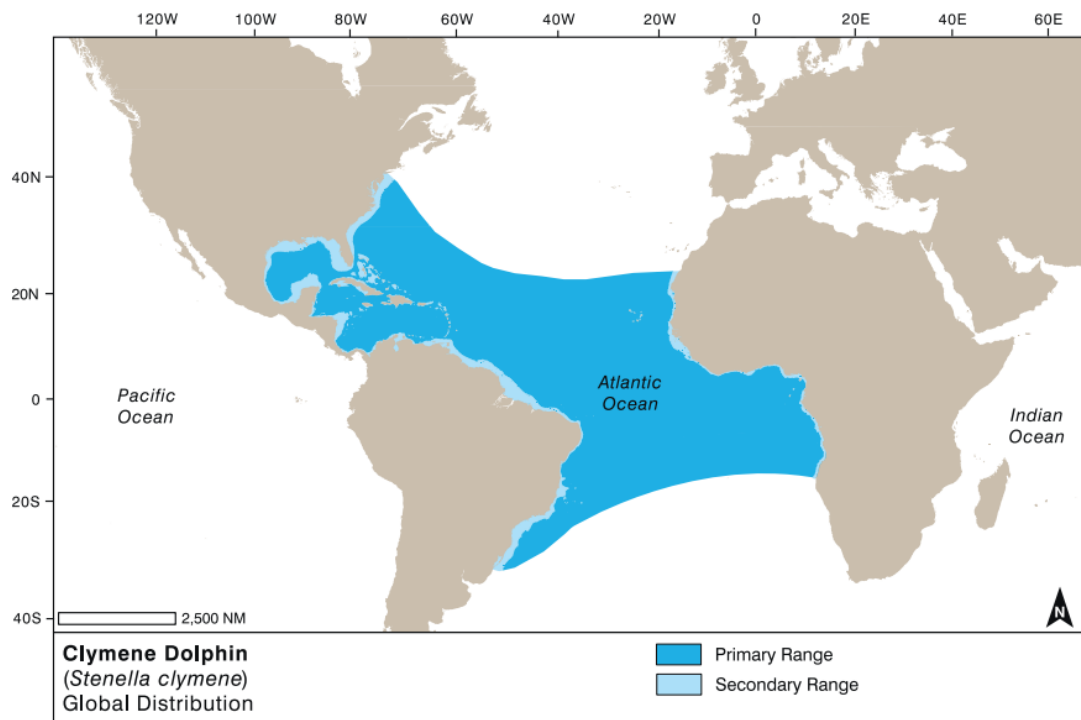 120W 100W 80W 60W 40W 20W 0 20E 40E 60E
40N
20N
0
20S
40S
Pacific
Ocean
Atlantic
Ocean
Indian
Ocean
2,500 NM
N
Clymene Dolphin
(Stenella clymene)
Global Distribution
Primary Range
Secondary Range